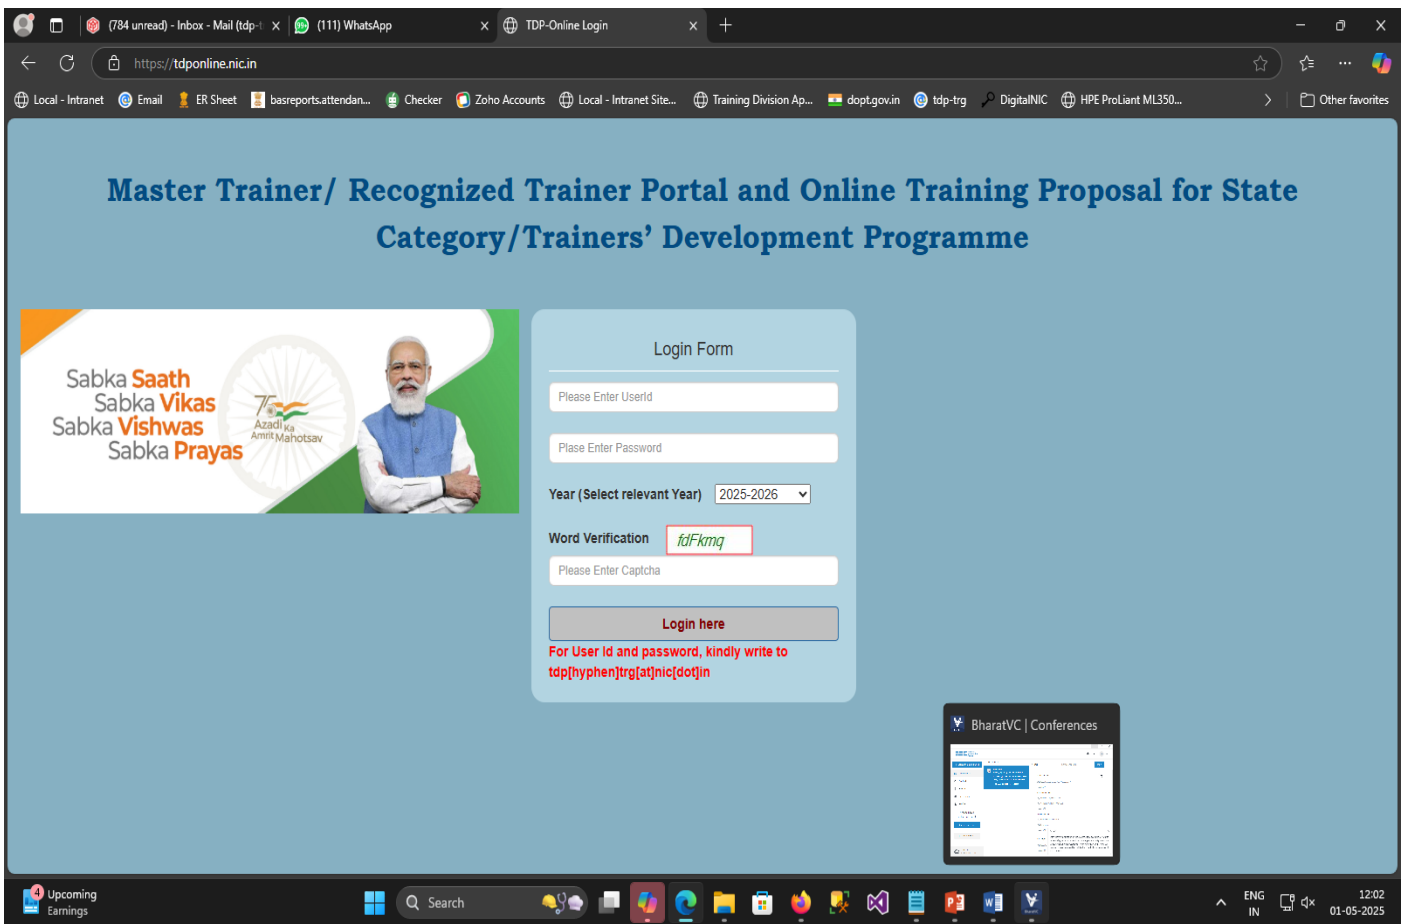 (784 unread) - Inbox - Mail (tdp-t
(111) WhatsApp
TDP-Online Login
https://tdponline.nic.in
Local - Intranet
Email
ER Sheet
basreports.attendan...
Checker
Zoho Accounts
Local - Intranet Site...
Training Division Ap...
dopt.gov.in
tdp-trg
DigitalNIC
HPE ProLiant ML350...
Other favorites
Master Trainer/ Recognized Trainer Portal and Online Training Proposal for State
Category/Trainers’ Development Programme
Sabka Saath
Sabka Vikas
Sabka Vishwas
Sabka Prayas
75
Azadi Ka
Amrit Mahotsav
Login Form
Please Enter UserId
Plase Enter Password
Year (Select relevant Year) 2025-2026
Word Verification fdFkmq
Please Enter Captcha
Login here
For User Id and password, kindly write to
tdp[hyphen]trg[at]nic[dot]in
BharatVC | Conferences
4
Upcoming
Earnings
Search
ENG
IN
12:02
01-05-2025